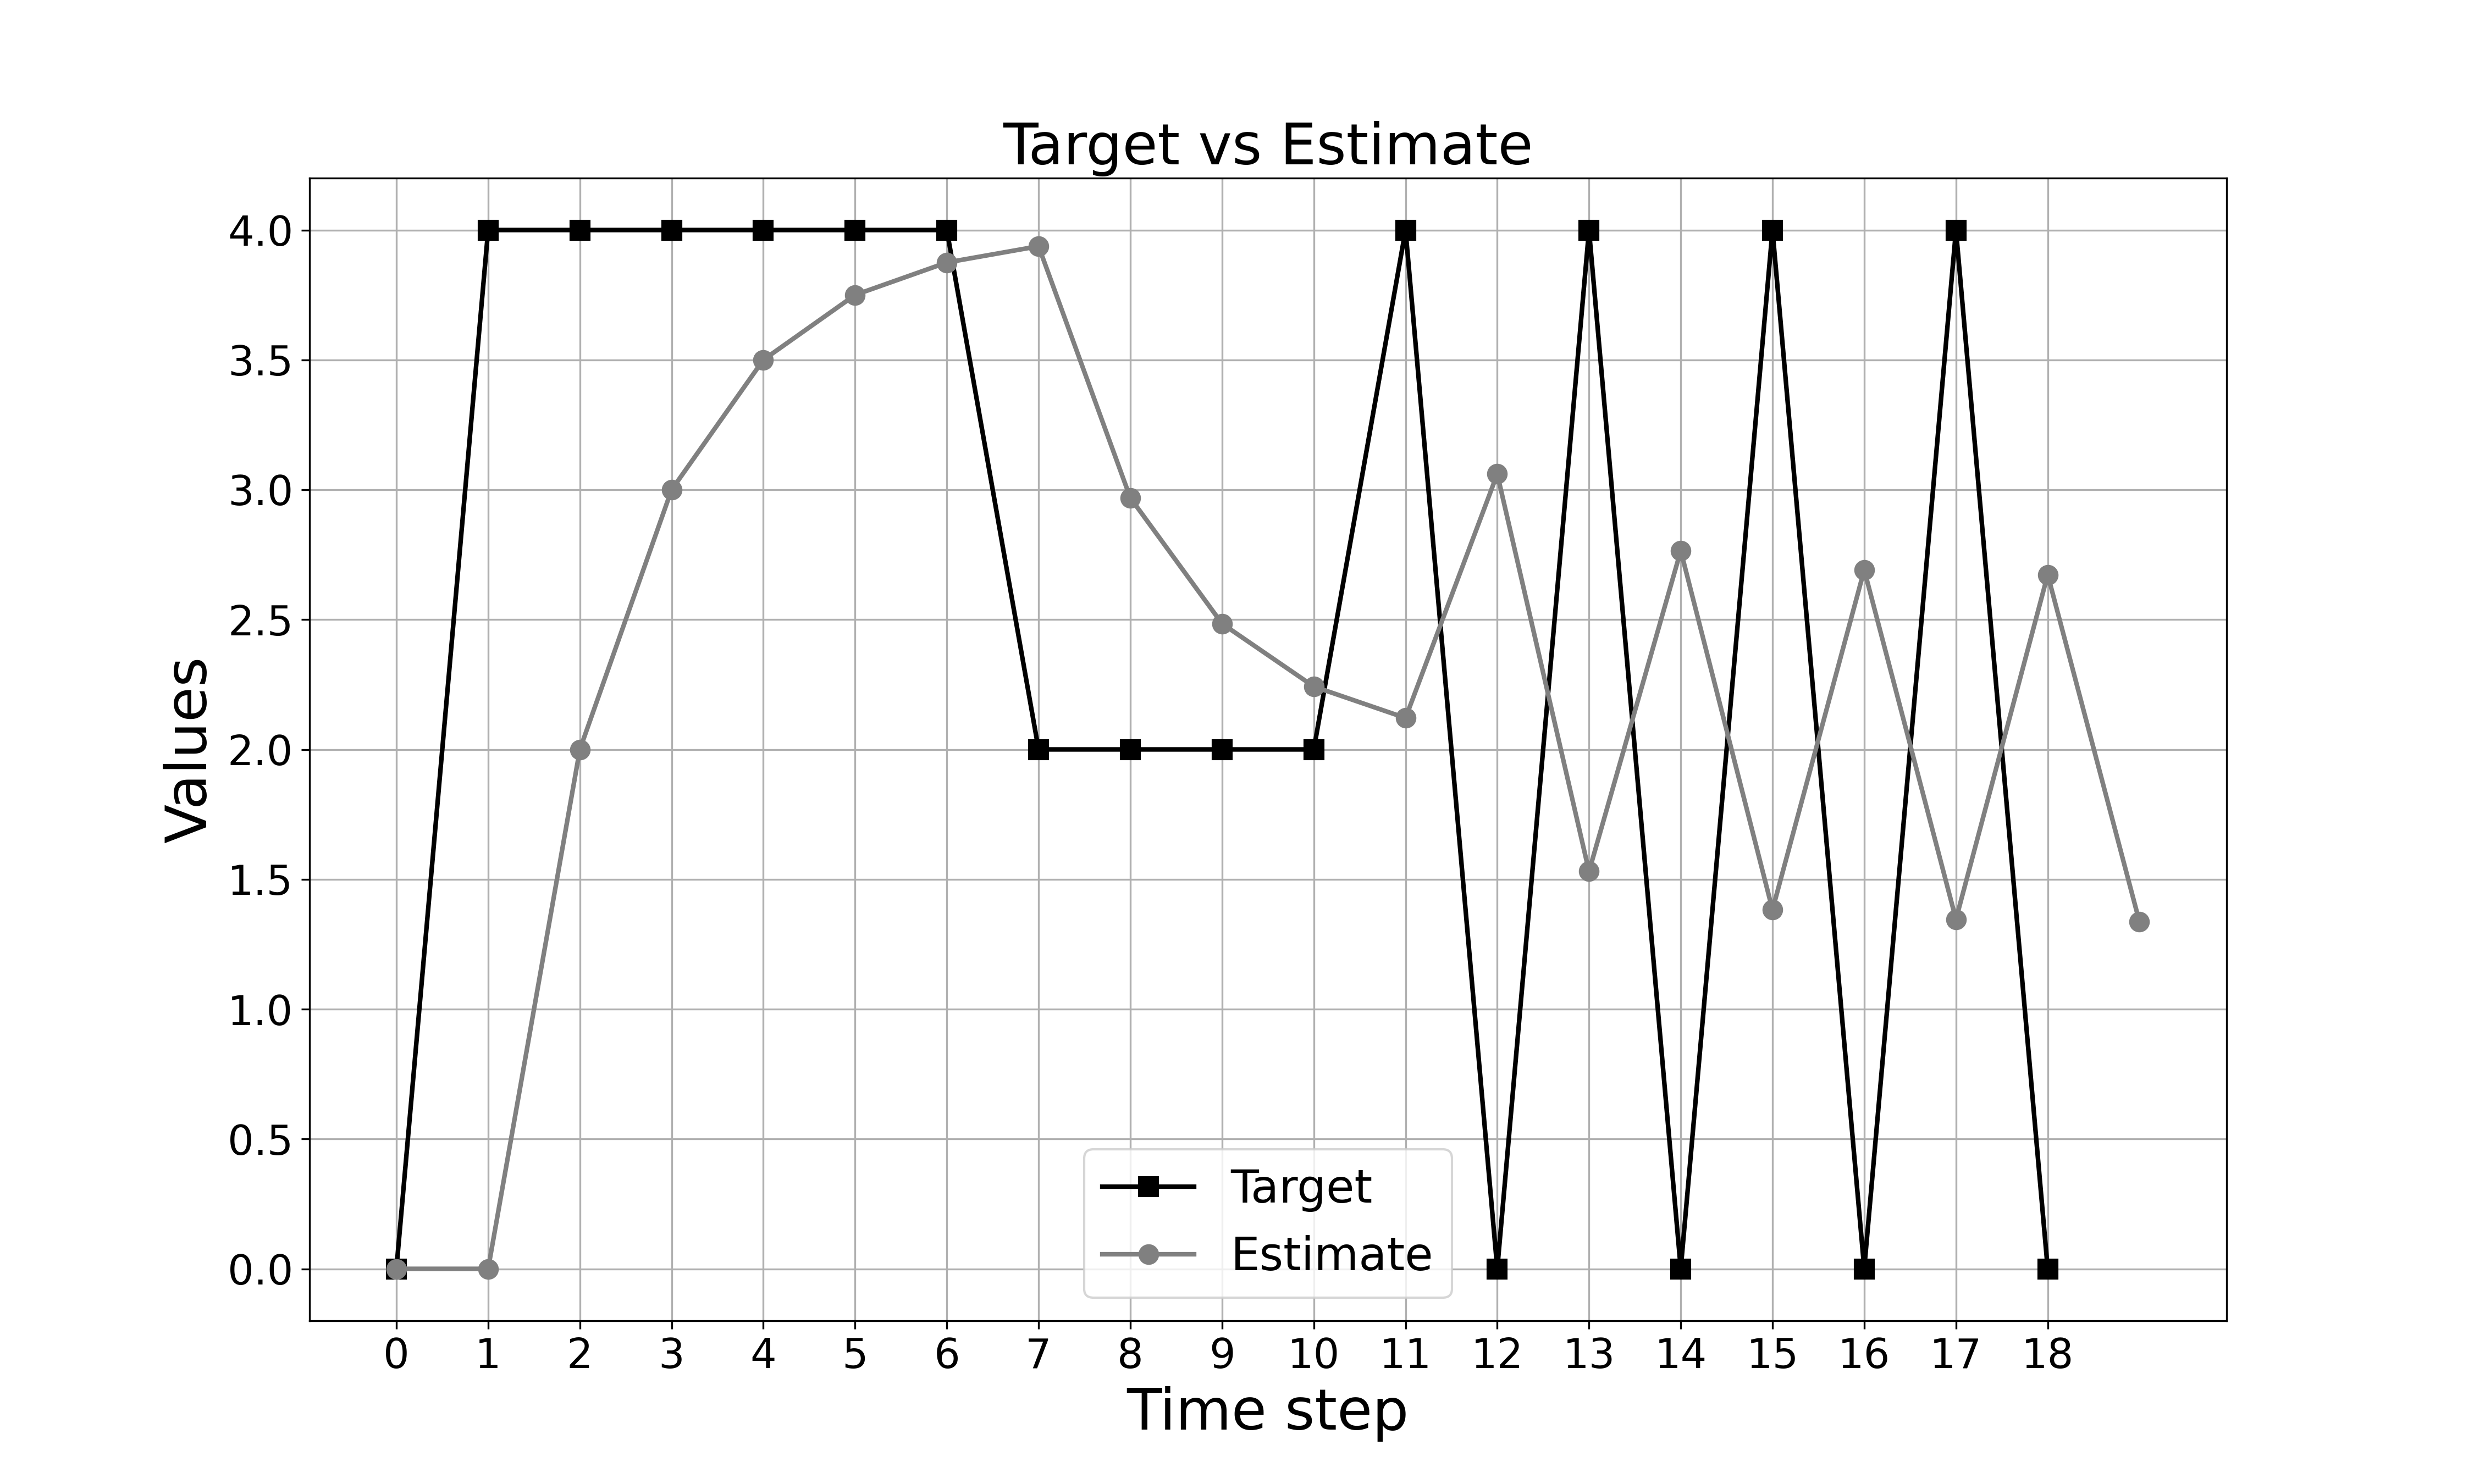 Target vs Estimate
4.0
3.5
3.0
2.5
2.0
1.5
1.0
0.5
0.0
Values
Target
Estimate
0 1 2 3 4 5 6 7 8 9 10 11 12 13 14 15 16 17 18
Time step